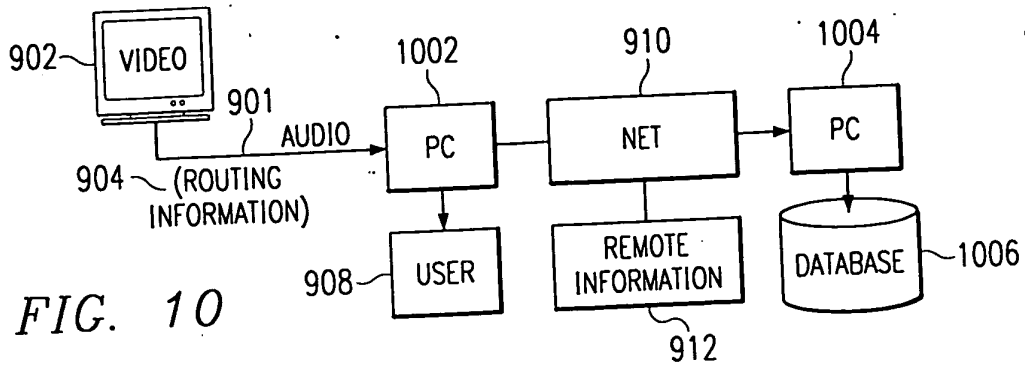 902
VIDEO
901
AUDIO
904
(ROUTING
INFORMATION)
1002
PC
908
USER
910
NET
REMOTE
INFORMATION
912
1004
PC
DATABASE
1006
FIG. 10